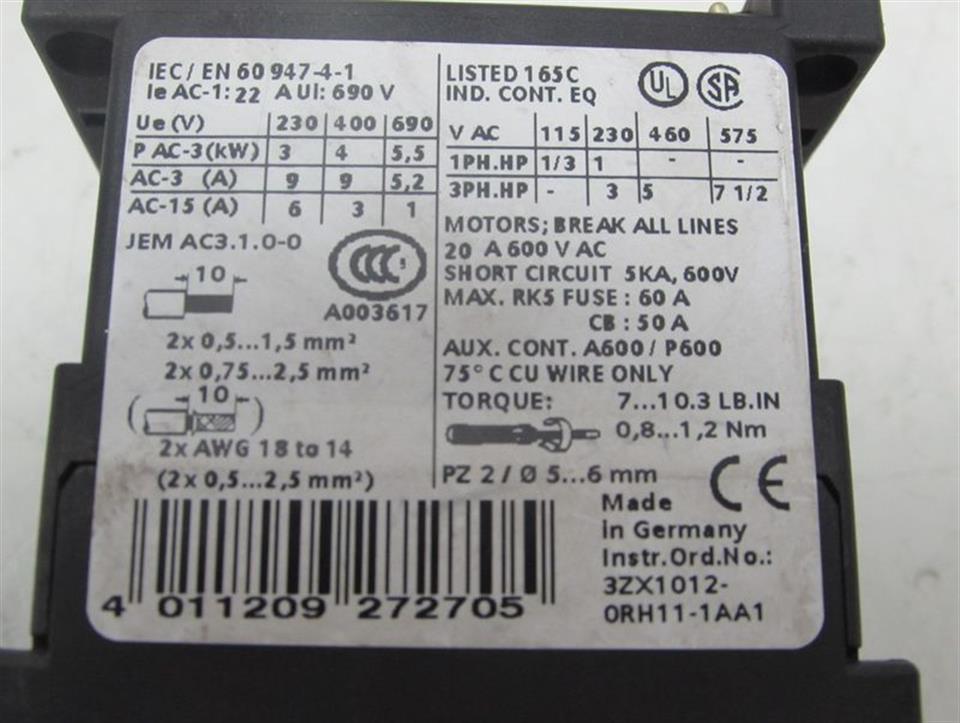 IEC / EN 60 947-4-1
Ie AC-1: 22 A UI: 690 V
Ue (V) 230 400 690
P AC-3 (kW) 3 4 5,5
AC-3 (A) 9 9 5,2
AC-15 (A) 6 3 1
JEM AC3.1.0-0
10
CCC S
A003617
2x 0,5...1,5 mm²
2x 0,75...2,5 mm²
( 10 )
2x AWG 18 to 14
(2x 0,5...2,5 mm²)
LISTED 165C
IND. CONT. EQ
UL SA
V AC 115 230 460 575
1PH.HP 1/3 1 - -
3PH.HP - 3 5 7 1/2
MOTORS; BREAK ALL LINES
20 A 600 V AC
SHORT CIRCUIT 5KA, 600V
MAX. RK5 FUSE : 60 A
CB : 50 A
AUX. CONT. A600 / P600
75° C CU WIRE ONLY
TORQUE: 7...10.3 LB.IN
0,8...1,2 Nm
PZ 2 / Ø 5...6 mm
CE
Made
in Germany
Instr.Ord.No.:
3ZX1012-
0RH11-1AA1
4 011209 272705